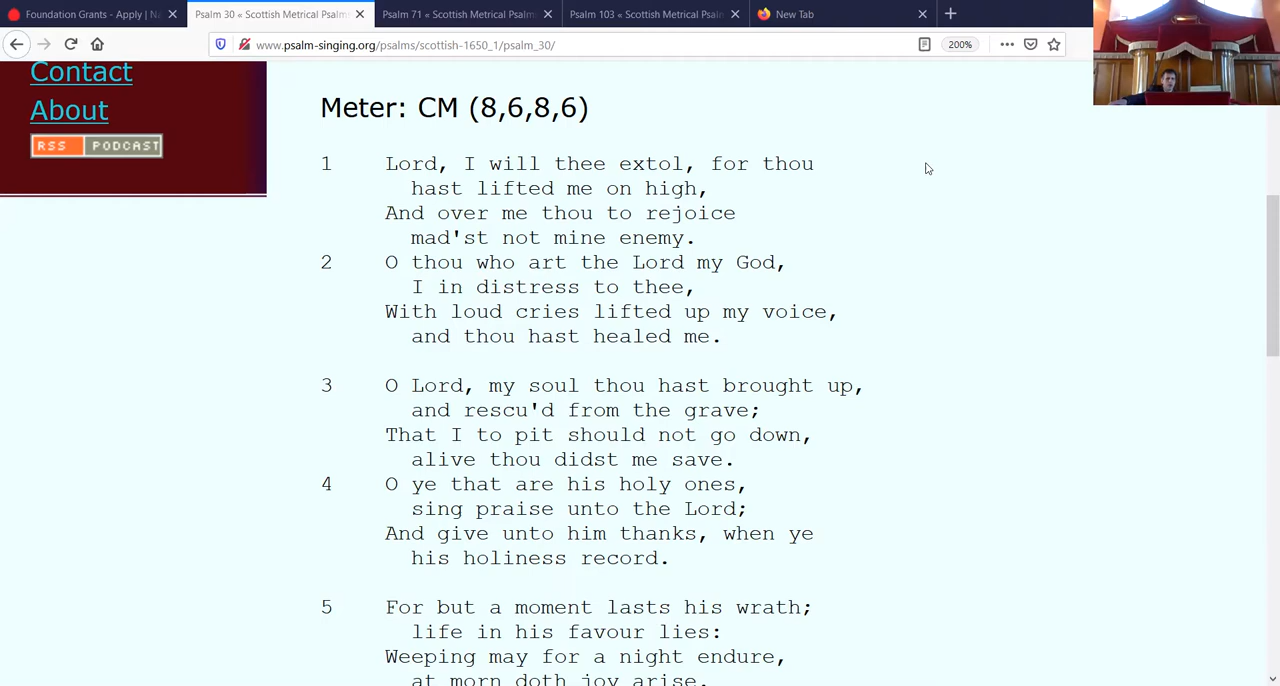 Foundation Grants - Apply | Na
Psalm 30 « Scottish Metrical Psalm
Psalm 71 « Scottish Metrical Psalm
Psalm 103 « Scottish Metrical Psalm
New Tab
www.psalm-singing.org/psalms/scottish-1650_1/psalm_30/
200%
Contact
About
RSS PODCAST
Meter: CM (8,6,8,6)
1 Lord, I will thee extol, for thou
hast lifted me on high,
And over me thou to rejoice
mad'st not mine enemy.
2 O thou who art the Lord my God,
I in distress to thee,
With loud cries lifted up my voice,
and thou hast healed me.
3 O Lord, my soul thou hast brought up,
and rescu'd from the grave;
That I to pit should not go down,
alive thou didst me save.
4 O ye that are his holy ones,
sing praise unto the Lord;
And give unto him thanks, when ye
his holiness record.
5 For but a moment lasts his wrath;
life in his favour lies:
Weeping may for a night endure,
at morn doth joy arise.